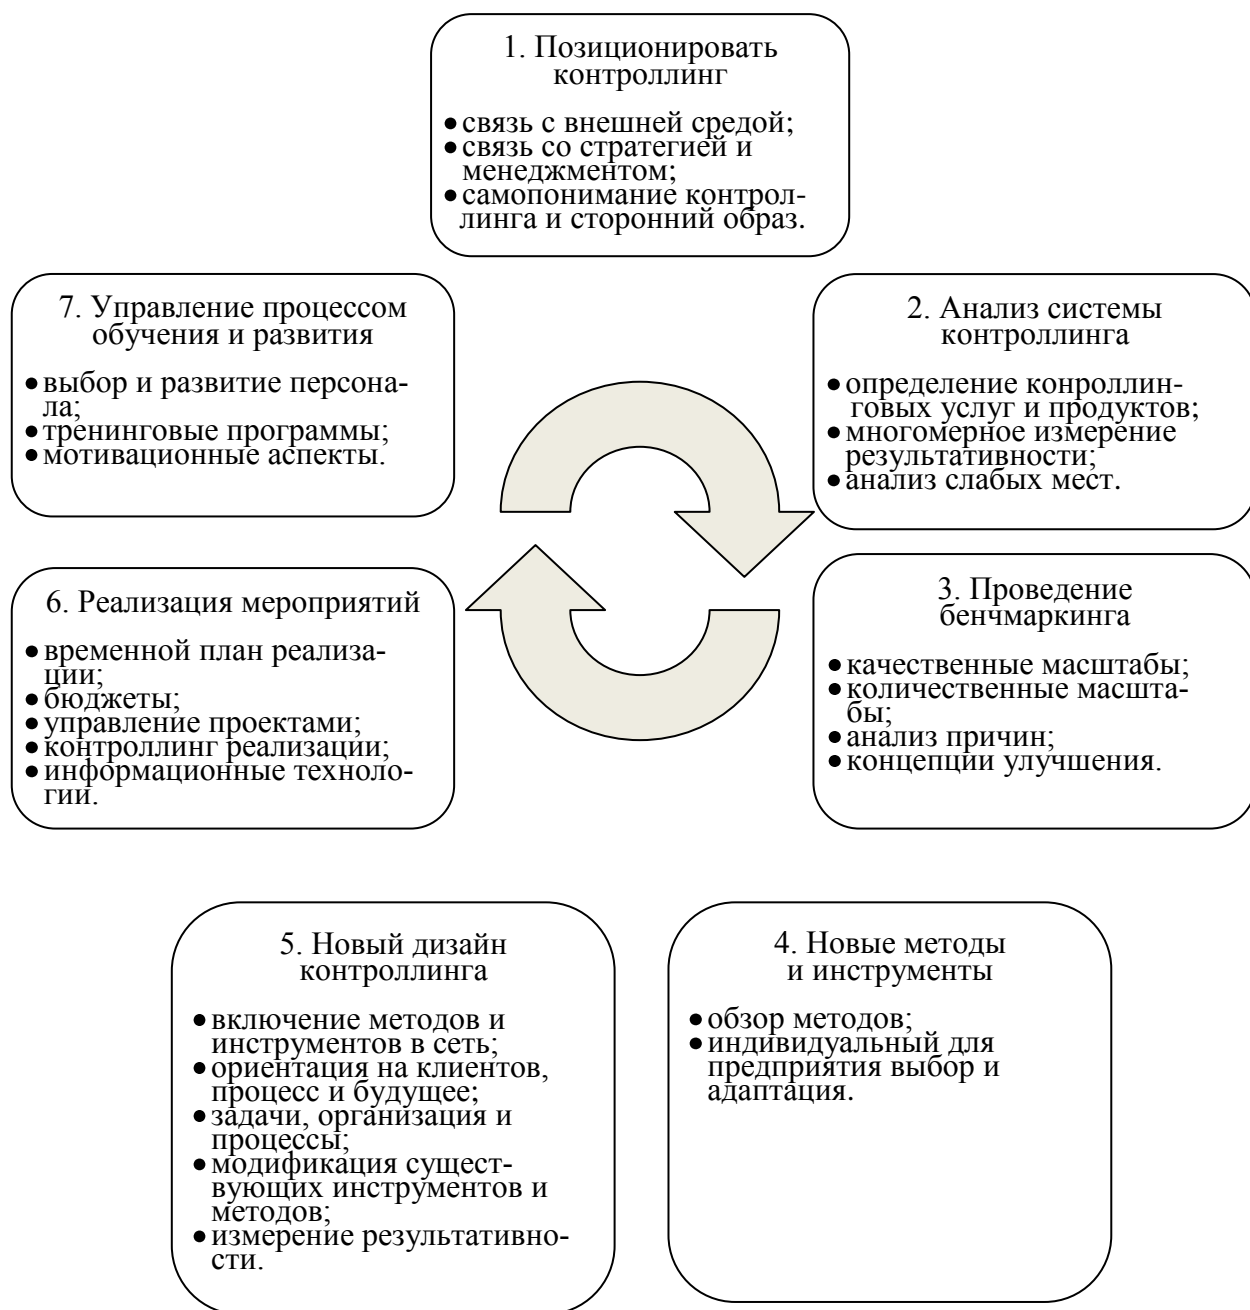 1. Позиционировать
контроллинг
• связь с внешней средой;
• связь со стратегией и
менеджментом;
• самопонимание контрол-
линга и сторонний образ.
7. Управление процессом
обучения и развития
• выбор и развитие персона-
ла;
• тренинговые программы;
• мотивационные аспекты.
2. Анализ системы
контроллинга
• определение конроллин-
говых услуг и продуктов;
• многомерное измерение
результативности;
• анализ слабых мест.
6. Реализация мероприятий
• временной план реализа-
ции;
• бюджеты;
• управление проектами;
• контроллинг реализации;
• информационные техноло-
гии.
3. Проведение
бенчмаркинга
• качественные масштабы;
• количественные масшта-
бы;
• анализ причин;
• концепции улучшения.
5. Новый дизайн
контроллинга
• включение методов и
инструментов в сеть;
• ориентация на клиентов,
процесс и будущее;
• задачи, организация и
процессы;
• модификация сущест-
вующих инструментов и
методов;
• измерение результативно-
сти.
4. Новые методы
и инструменты
• обзор методов;
• индивидуальный для
предприятия выбор и
адаптация.